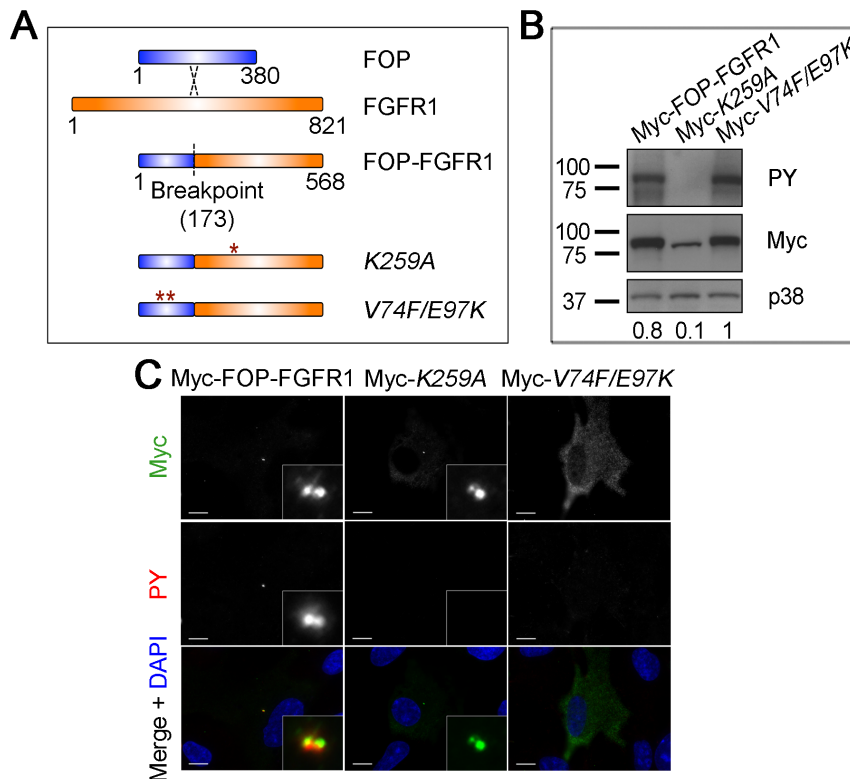 A
FOP
1 380
FGFR1
1 821
FOP-FGFR1
1 568
Breakpoint
(173)
*
K259A
**
V74F/E97K
B
Myc-FOP-FGFR1
Myc-K259A
Myc-V74F/E97K
100
75
PY
100
75
Myc
37
p38
0.8 0.1 1
C
Myc-FOP-FGFR1 Myc-K259A Myc-V74F/E97K
Myc
PY
Merge + DAPI